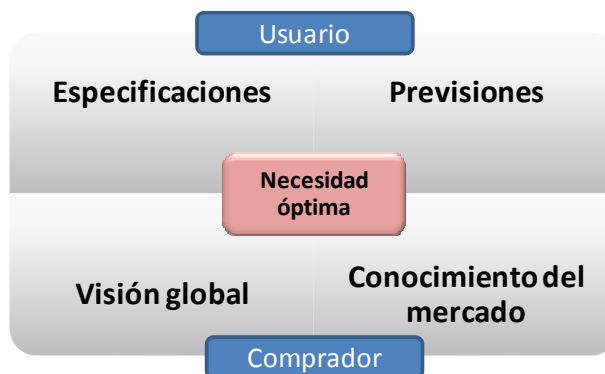 Usuario
Especificaciones
Previsiones
Necesidad
óptima
Visión global
Conocimiento del
mercado
Comprador